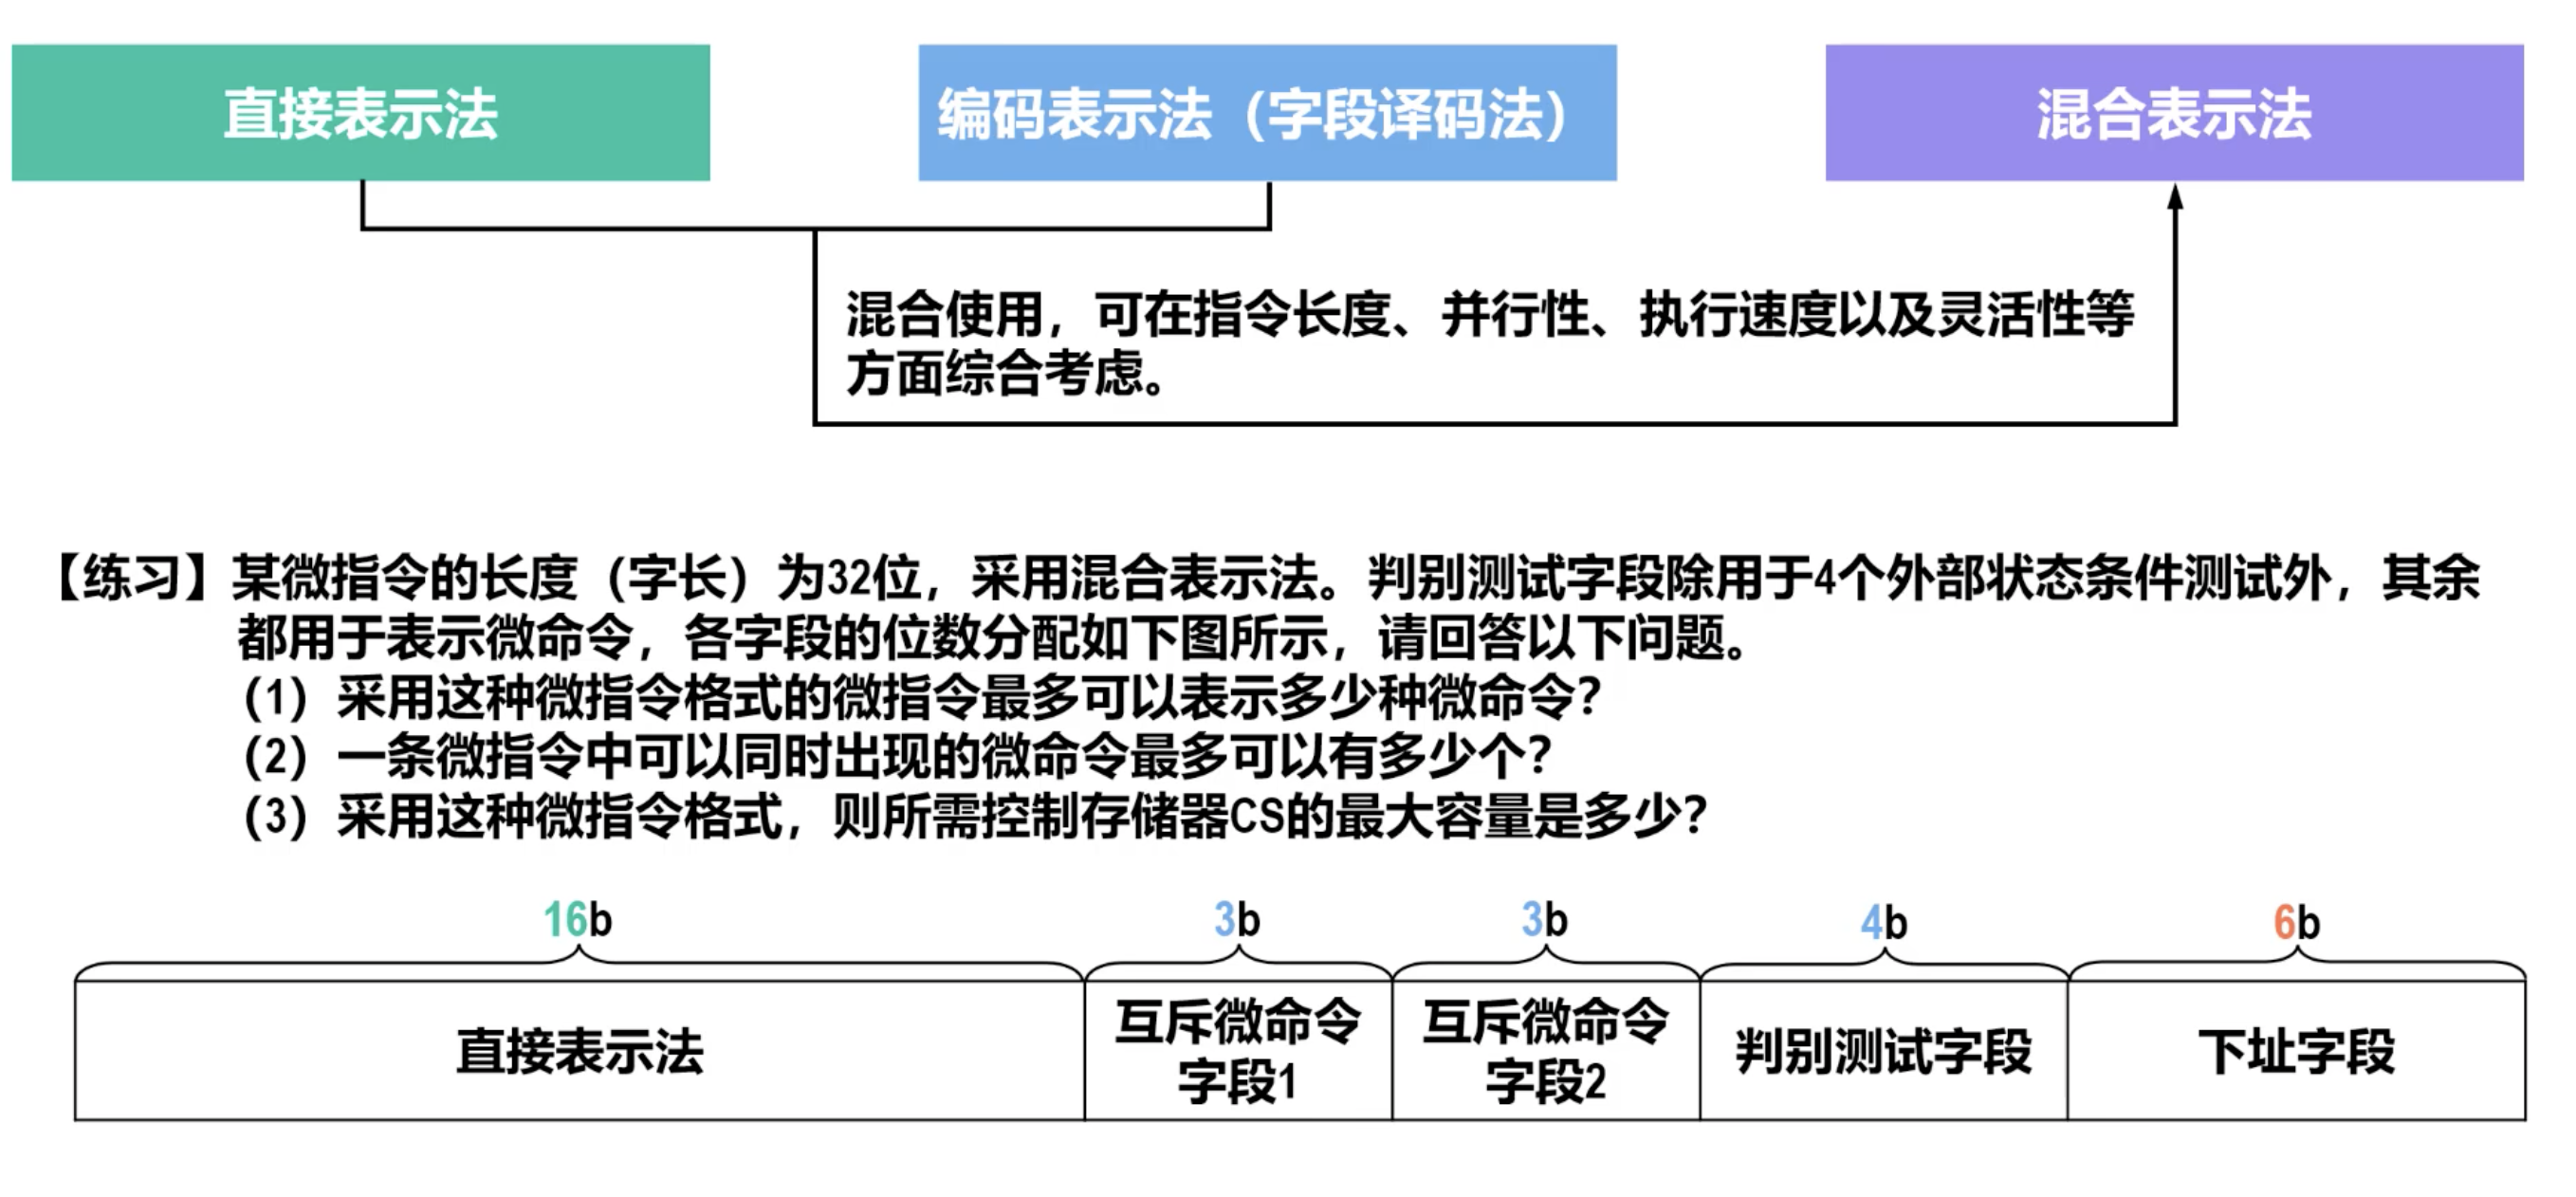 直接表示法
编码表示法（字段译码法）
混合表示法
混合使用，可在指令长度、并行性、执行速度以及灵活性等
方面综合考虑。
【练习】某微指令的长度（字长）为32位，采用混合表示法。判别测试字段除用于4个外部状态条件测试外，其余
都用于表示微命令，各字段的位数分配如下图所示，请回答以下问题。
（1）采用这种微指令格式的微指令最多可以表示多少种微命令？
（2）一条微指令中可以同时出现的微命令最多可以有多少个？
（3）采用这种微指令格式，则所需控制存储器CS的最大容量是多少？
16b
3b
3b
4b
6b
直接表示法
互斥微命令
字段1
互斥微命令
字段2
判别测试字段
下址字段